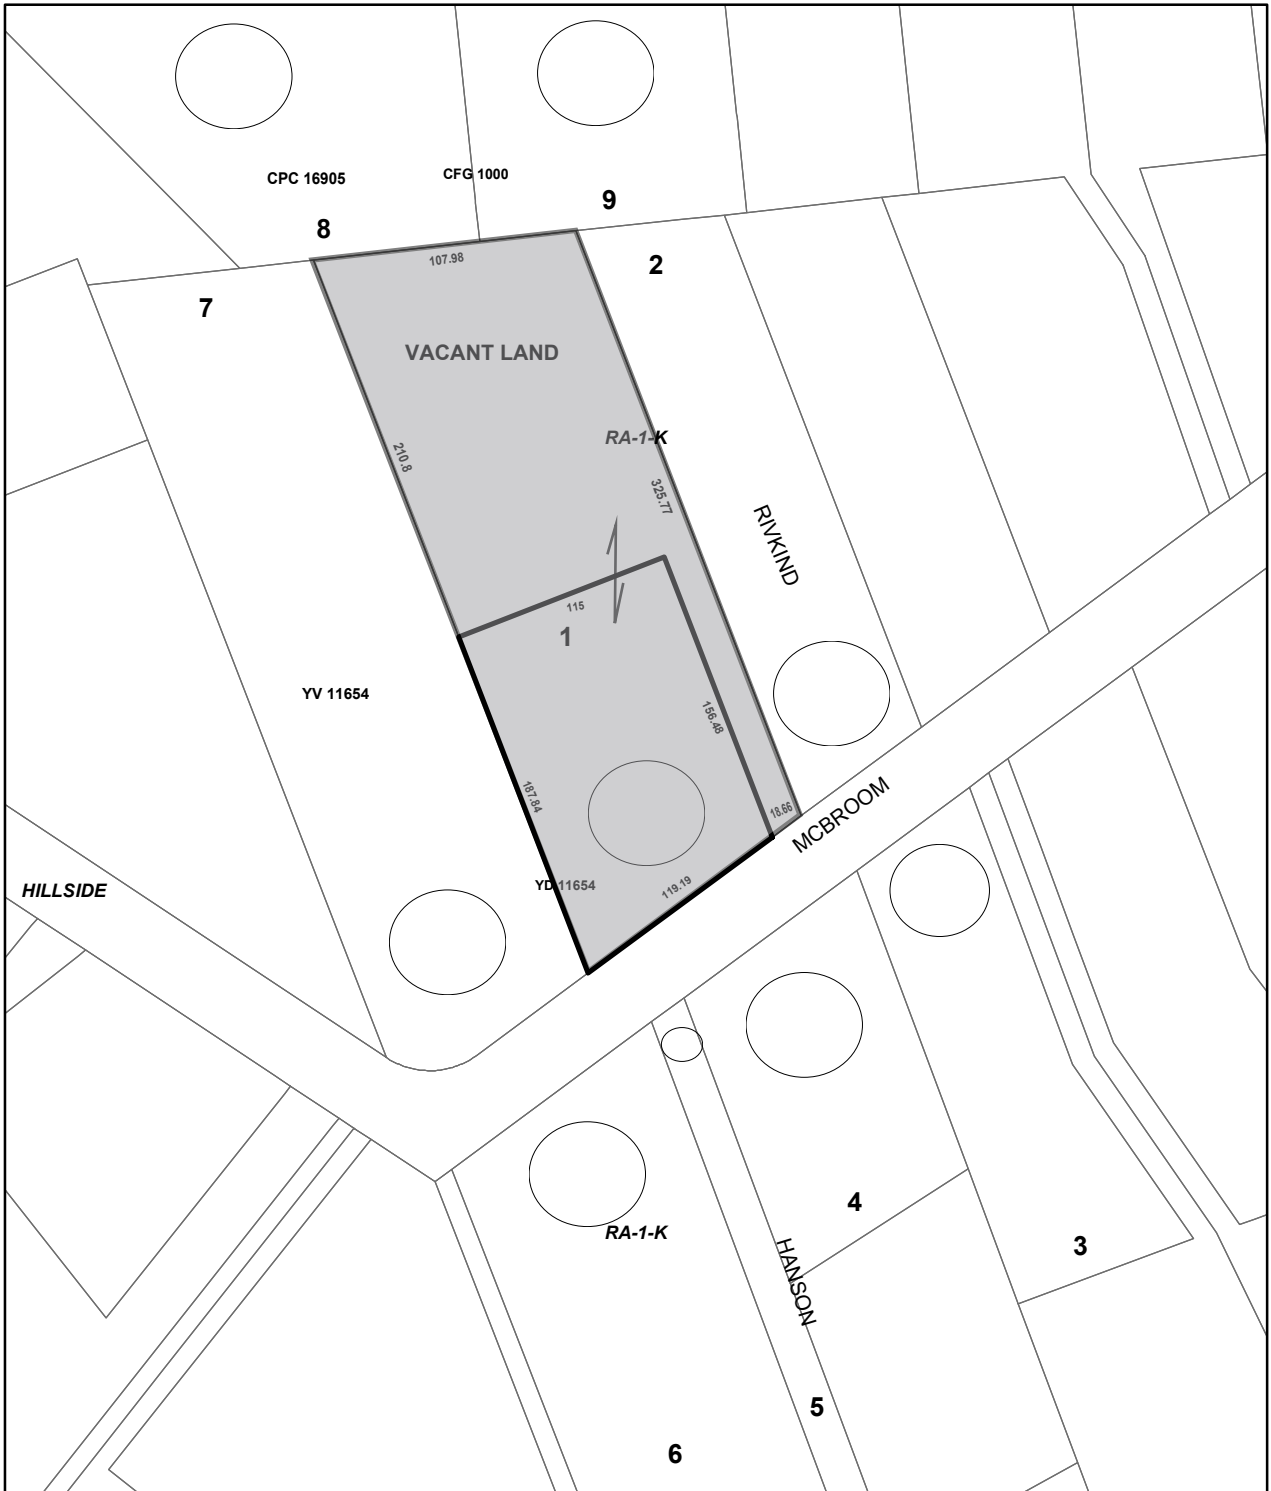 CPC 16905
CFG 1000
9
8
107.98
2
7
VACANT LAND
RA-1-K
210.8
325.77
RIVKIND
115
1
YV 11654
156.48
187.84
18.66
MCBROOM
YD 11654
119.19
HILLSIDE
4
RA-1-K
3
HANSON
5
6